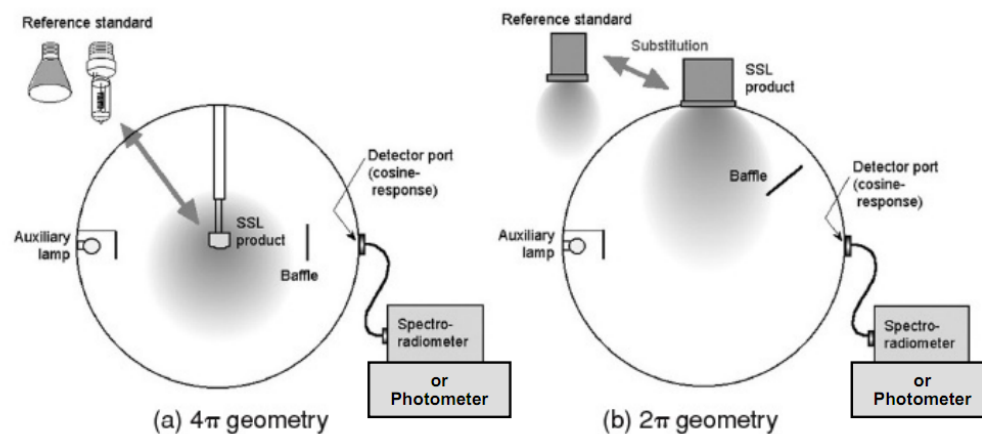 Reference standard
SSL
product
Detector port
(cosine-
response)
Auxiliary
lamp
Baffle
Spectro-
radiometer
or
Photometer
(a) 4π geometry
Reference standard
Substitution
SSL
product
Baffle
Detector port
(cosine-
response)
Auxiliary
lamp
Spectro-
radiometer
or
Photometer
(b) 2π geometry